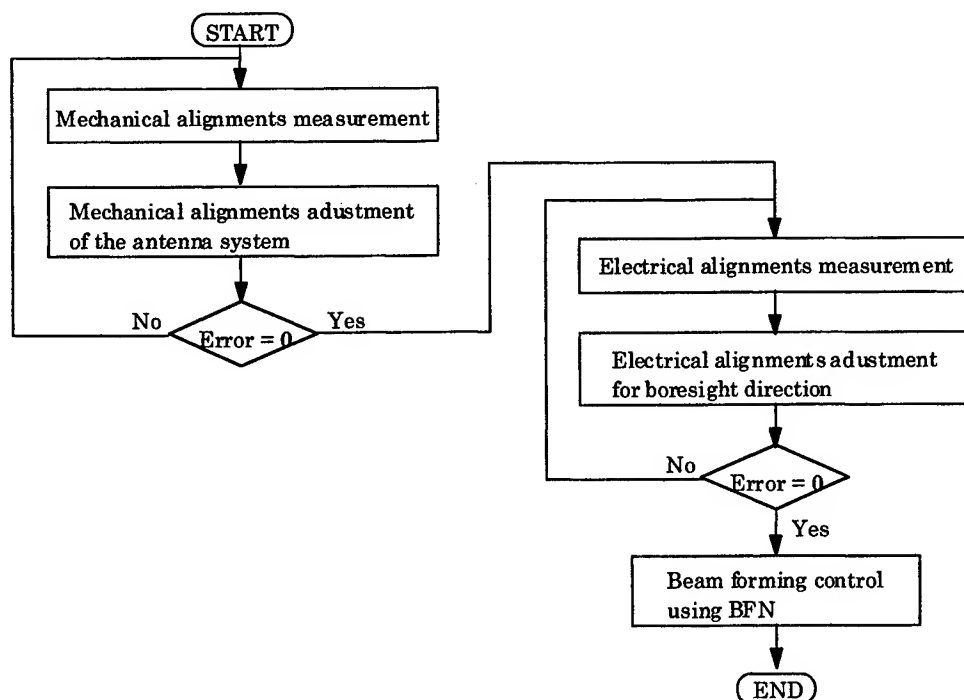 START
Mechanical alignments measurement
Mechanical alignments adustment
of the antenna system
No
Error = 0
Yes
Electrical alignments measurement
Electrical alignments adustment
for boresight direction
No
Error = 0
Yes
Beam forming control
using BFN
END